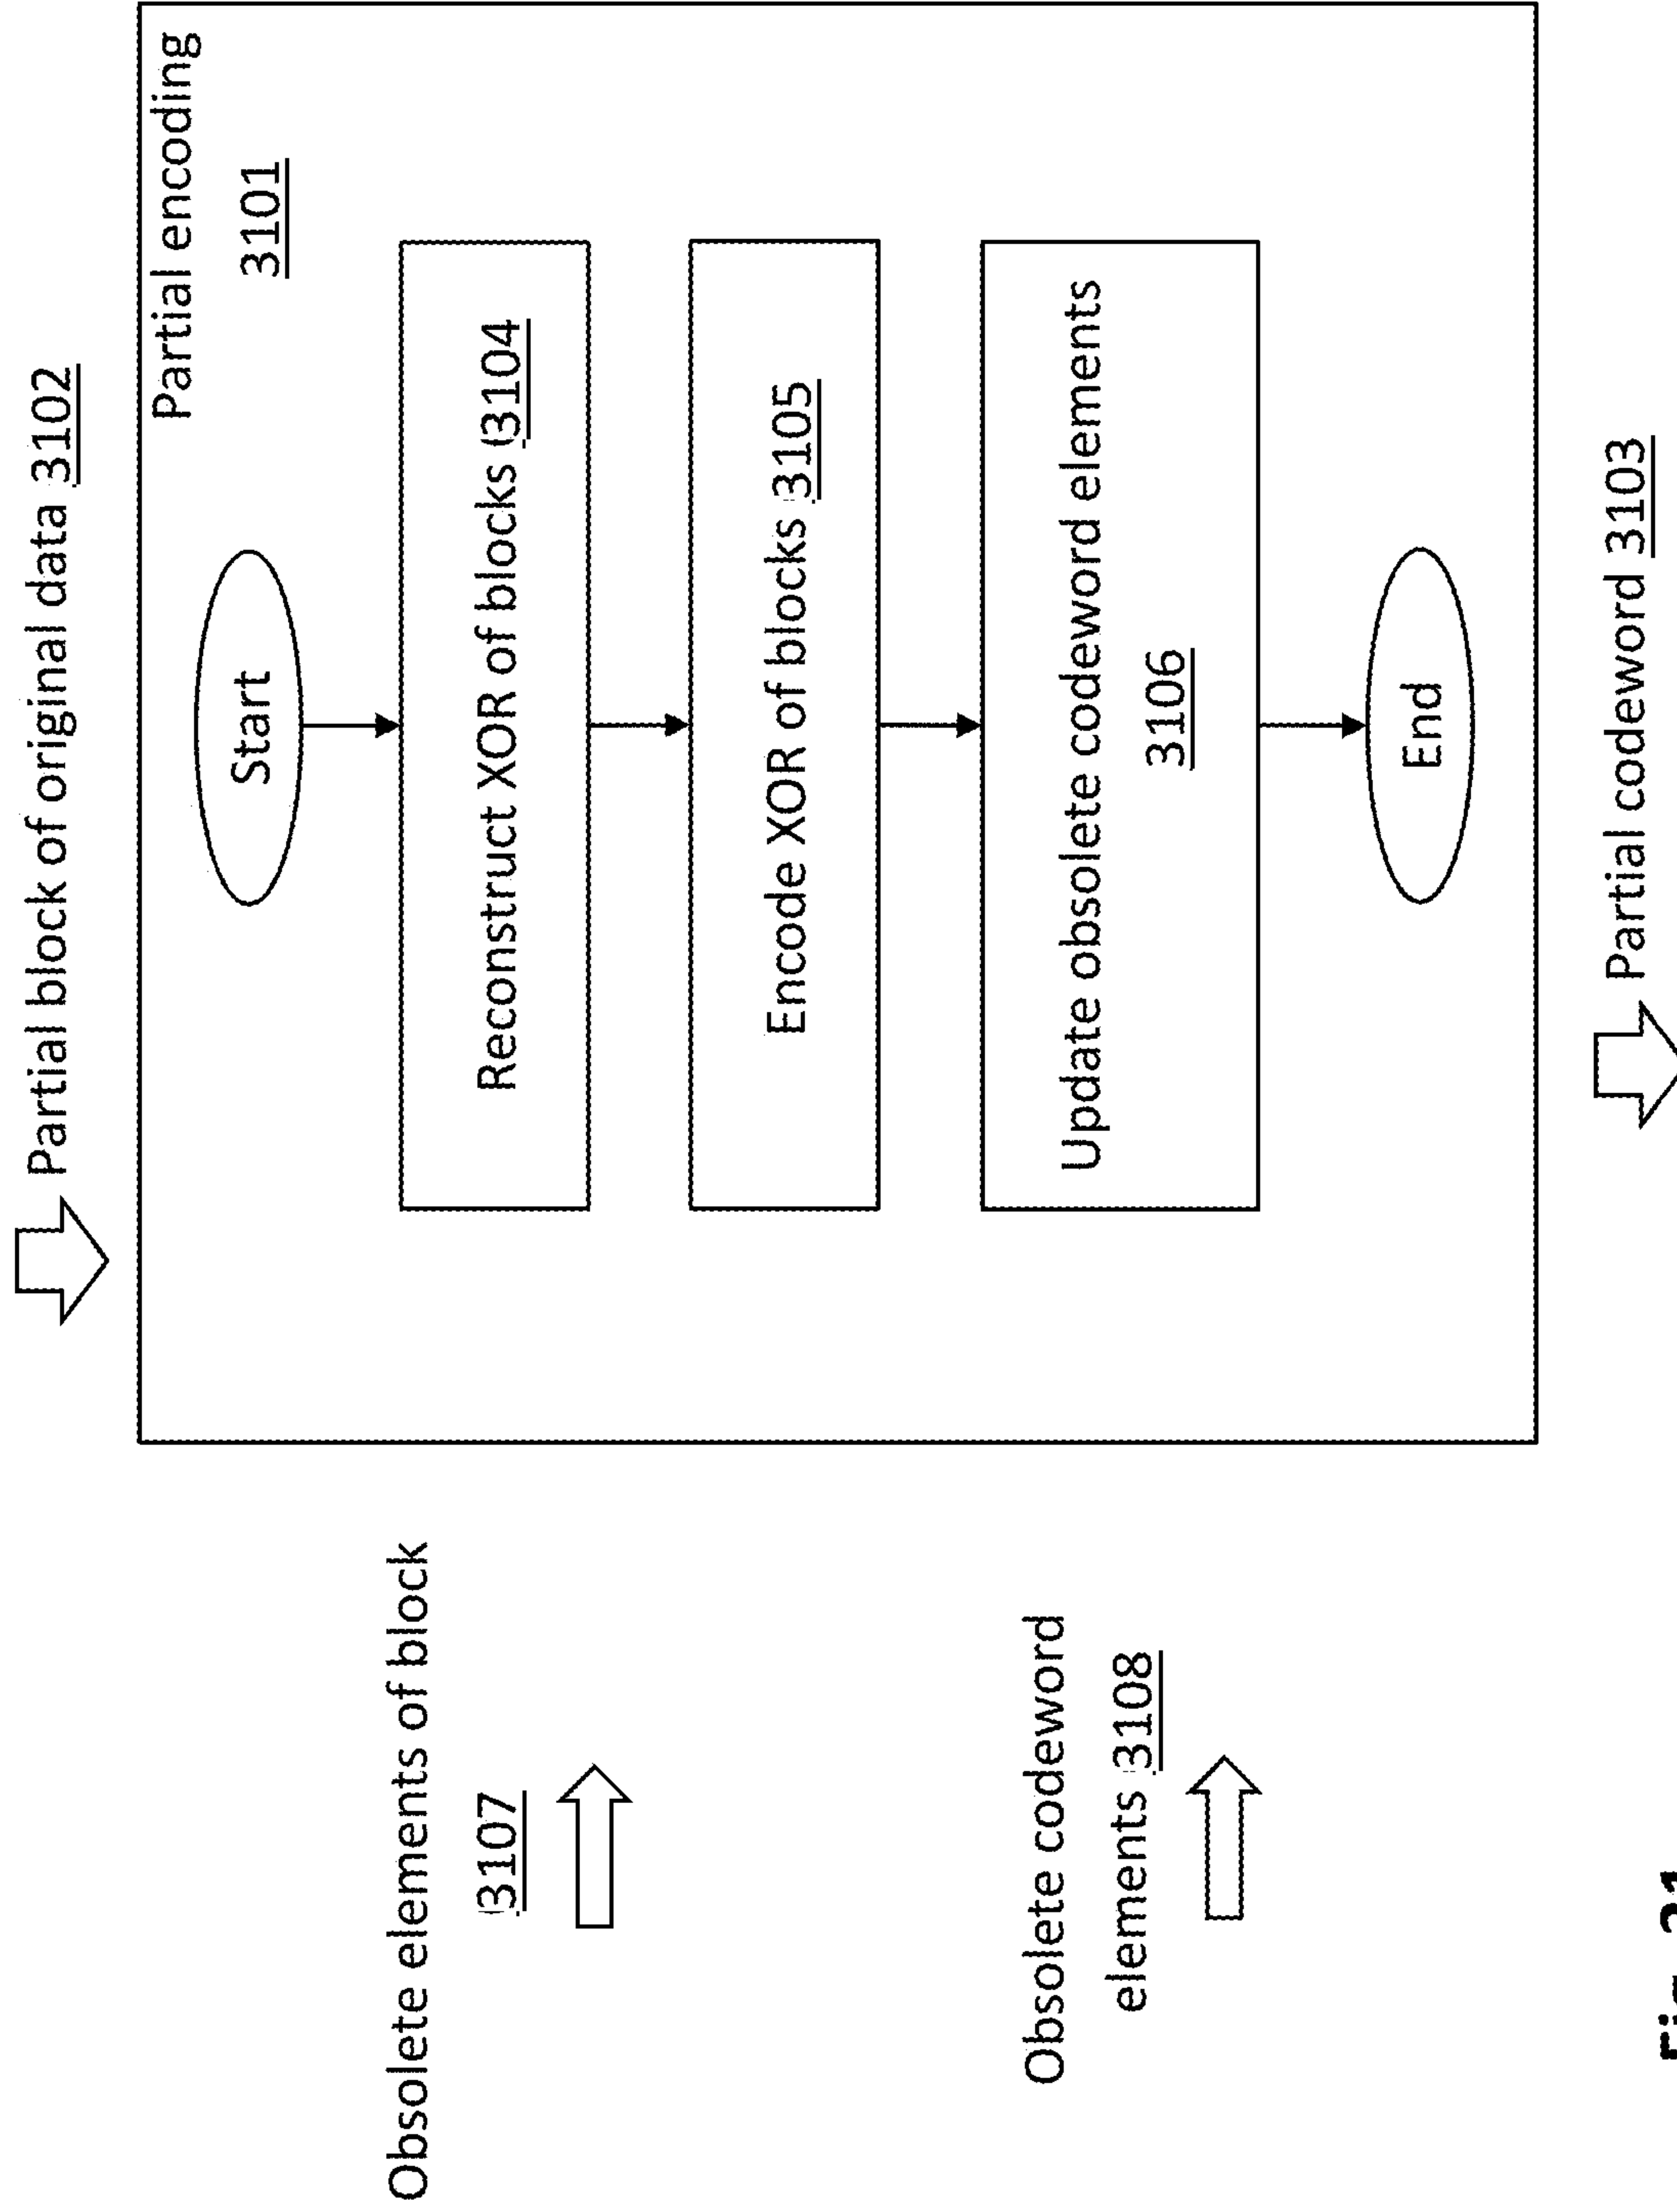 Partial block of original data 3102
Partial encoding
3101
Start
Obsolete elements of block
3107
Reconstruct XOR of blocks 3104
Encode XOR of blocks 3105
Obsolete codeword
elements 3108
Update obsolete codeword elements
3106
End
Partial codeword 3103